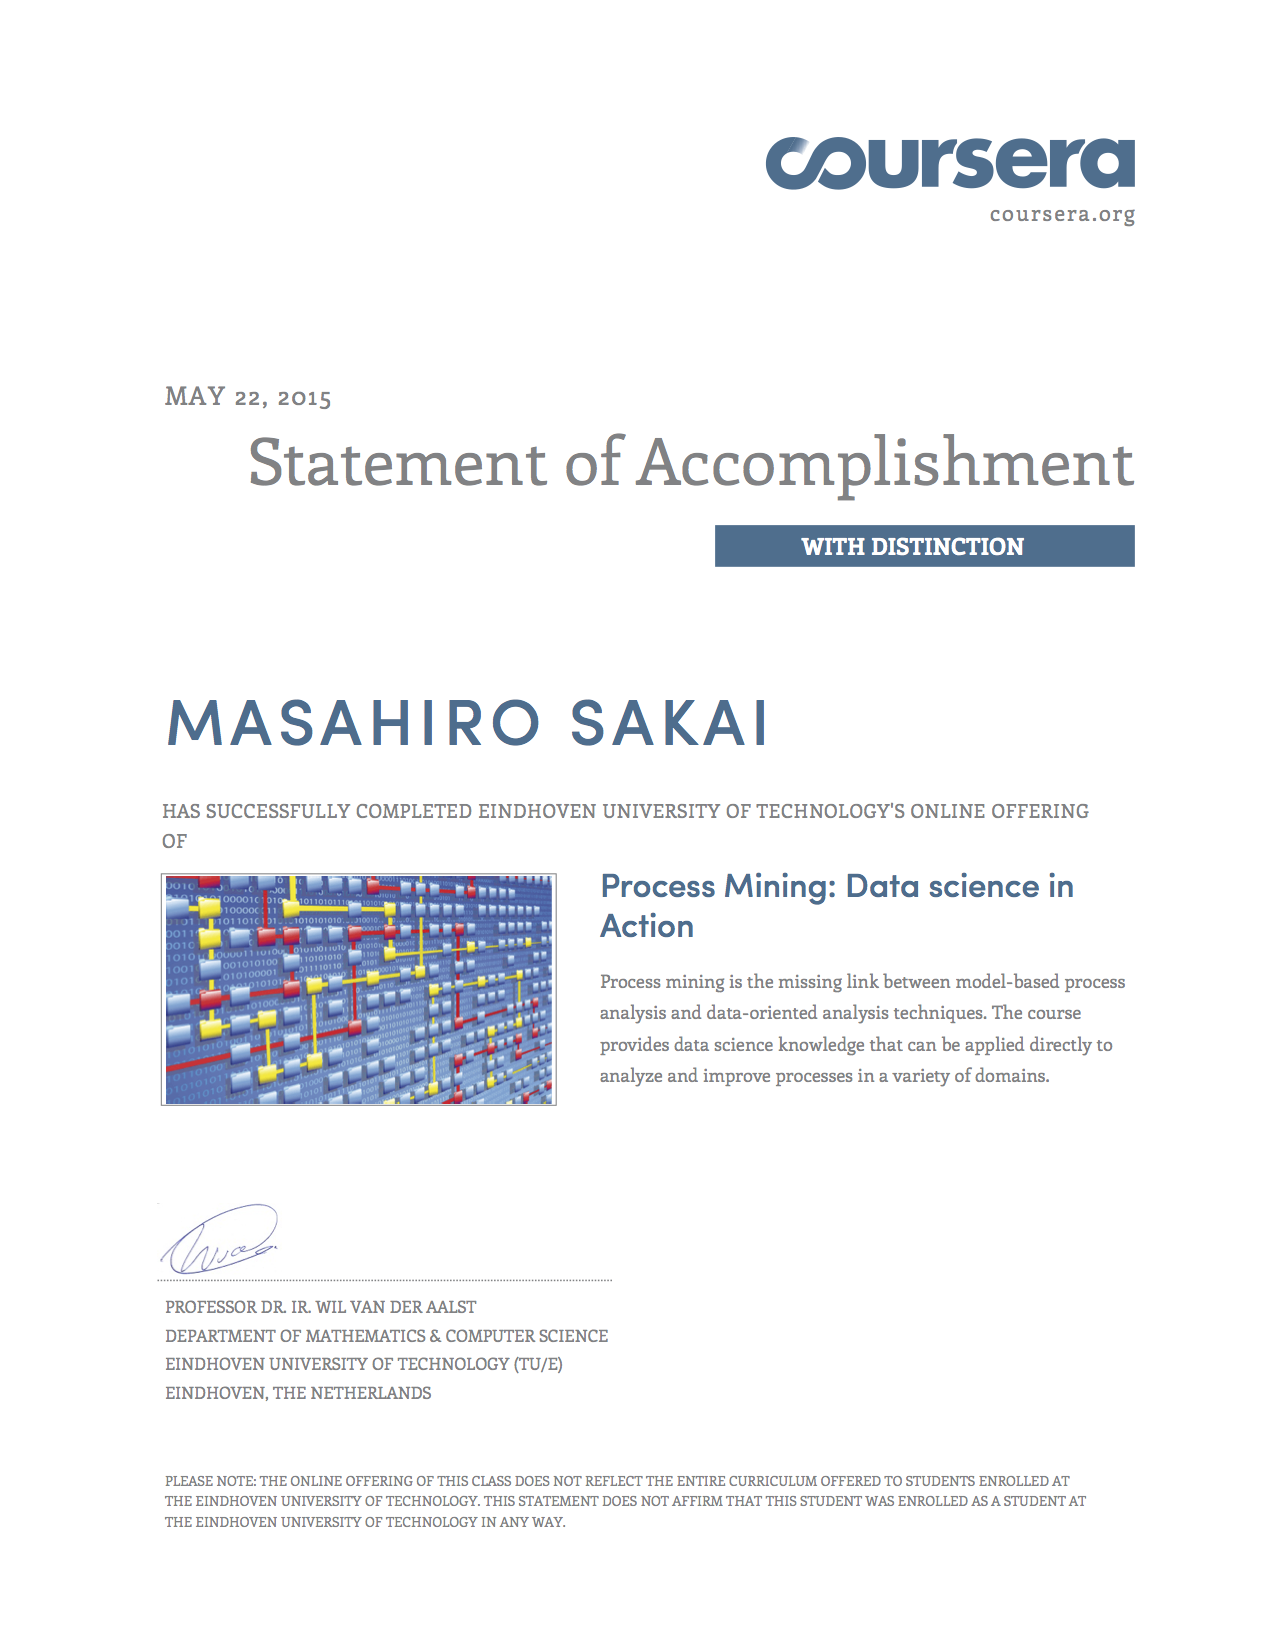 coursera
coursera.org
MAY 22, 2015
Statement of Accomplishment
WITH DISTINCTION
MASAHIRO SAKAI
HAS SUCCESSFULLY COMPLETED EINDHOVEN UNIVERSITY OF TECHNOLOGY'S ONLINE OFFERING
OF
Process Mining: Data science in
Action
Process mining is the missing link between model-based process
analysis and data-oriented analysis techniques. The course
provides data science knowledge that can be applied directly to
analyze and improve processes in a variety of domains.
PROFESSOR DR. IR. WIL VAN DER AALST
DEPARTMENT OF MATHEMATICS & COMPUTER SCIENCE
EINDHOVEN UNIVERSITY OF TECHNOLOGY (TU/E)
EINDHOVEN, THE NETHERLANDS
PLEASE NOTE: THE ONLINE OFFERING OF THIS CLASS DOES NOT REFLECT THE ENTIRE CURRICULUM OFFERED TO STUDENTS ENROLLED AT
THE EINDHOVEN UNIVERSITY OF TECHNOLOGY. THIS STATEMENT DOES NOT AFFIRM THAT THIS STUDENT WAS ENROLLED AS A STUDENT AT
THE EINDHOVEN UNIVERSITY OF TECHNOLOGY IN ANY WAY.